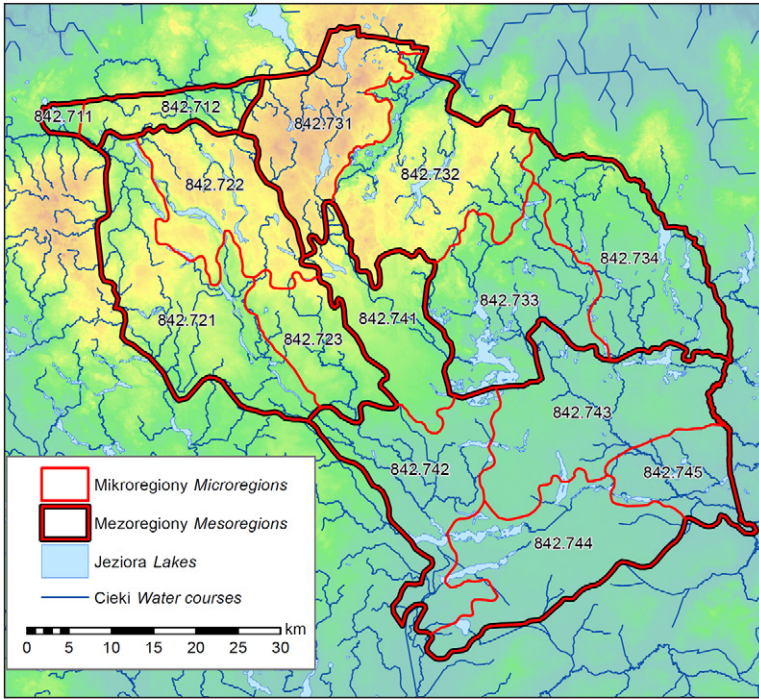 842.711
842.712
842.731
842.722
842.732
842.734
842.721
842.723
842.741
842.733
842.743
842.742
842.745
842.744
Mikroregiony Microregions
Mezoregiony Mesoregions
Jeziora Lakes
Cieki Water courses
km
0 5 10 15 20 25 30